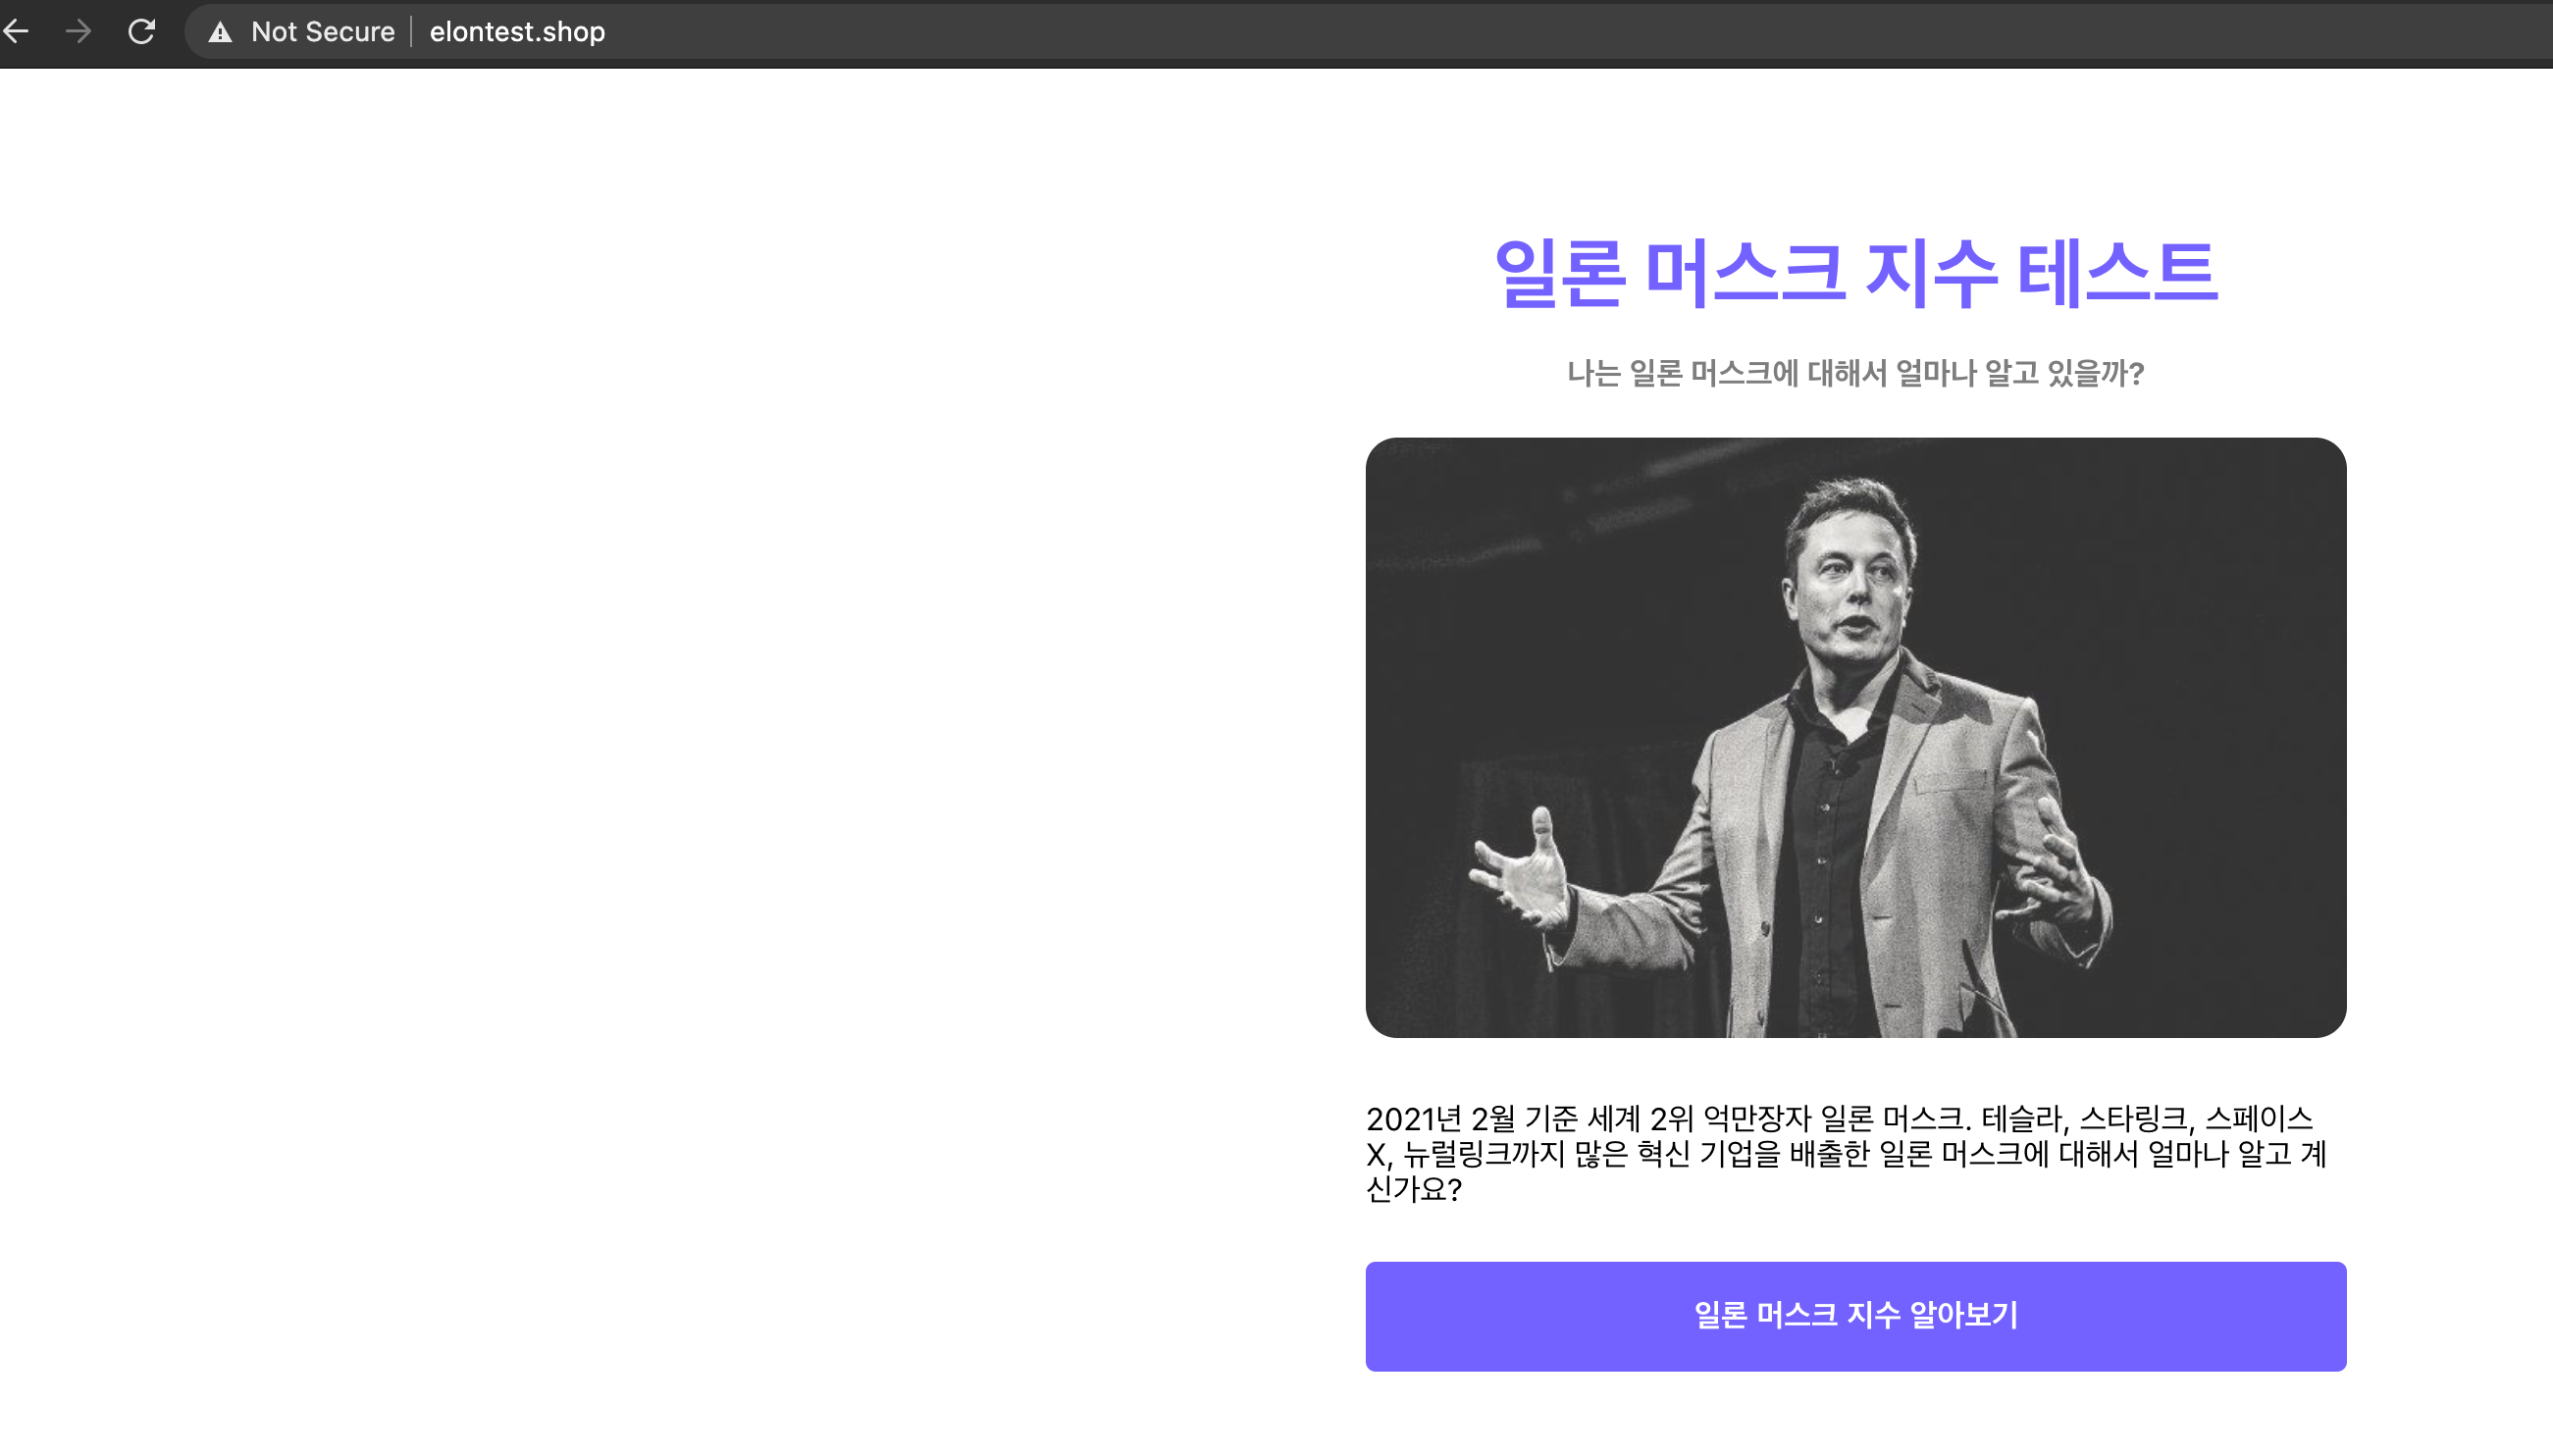 Not Secure | elontest.shop
일론 머스크 지수 테스트
나는 일론 머스크에 대해서 얼마나 알고 있을까?
2021년 2월 기준 세계 2위 억만장자 일론 머스크. 테슬라, 스타링크, 스페이스
X, 뉴럴링크까지 많은 혁신 기업을 배출한 일론 머스크에 대해서 얼마나 알고 계
신가요?
일론 머스크 지수 알아보기